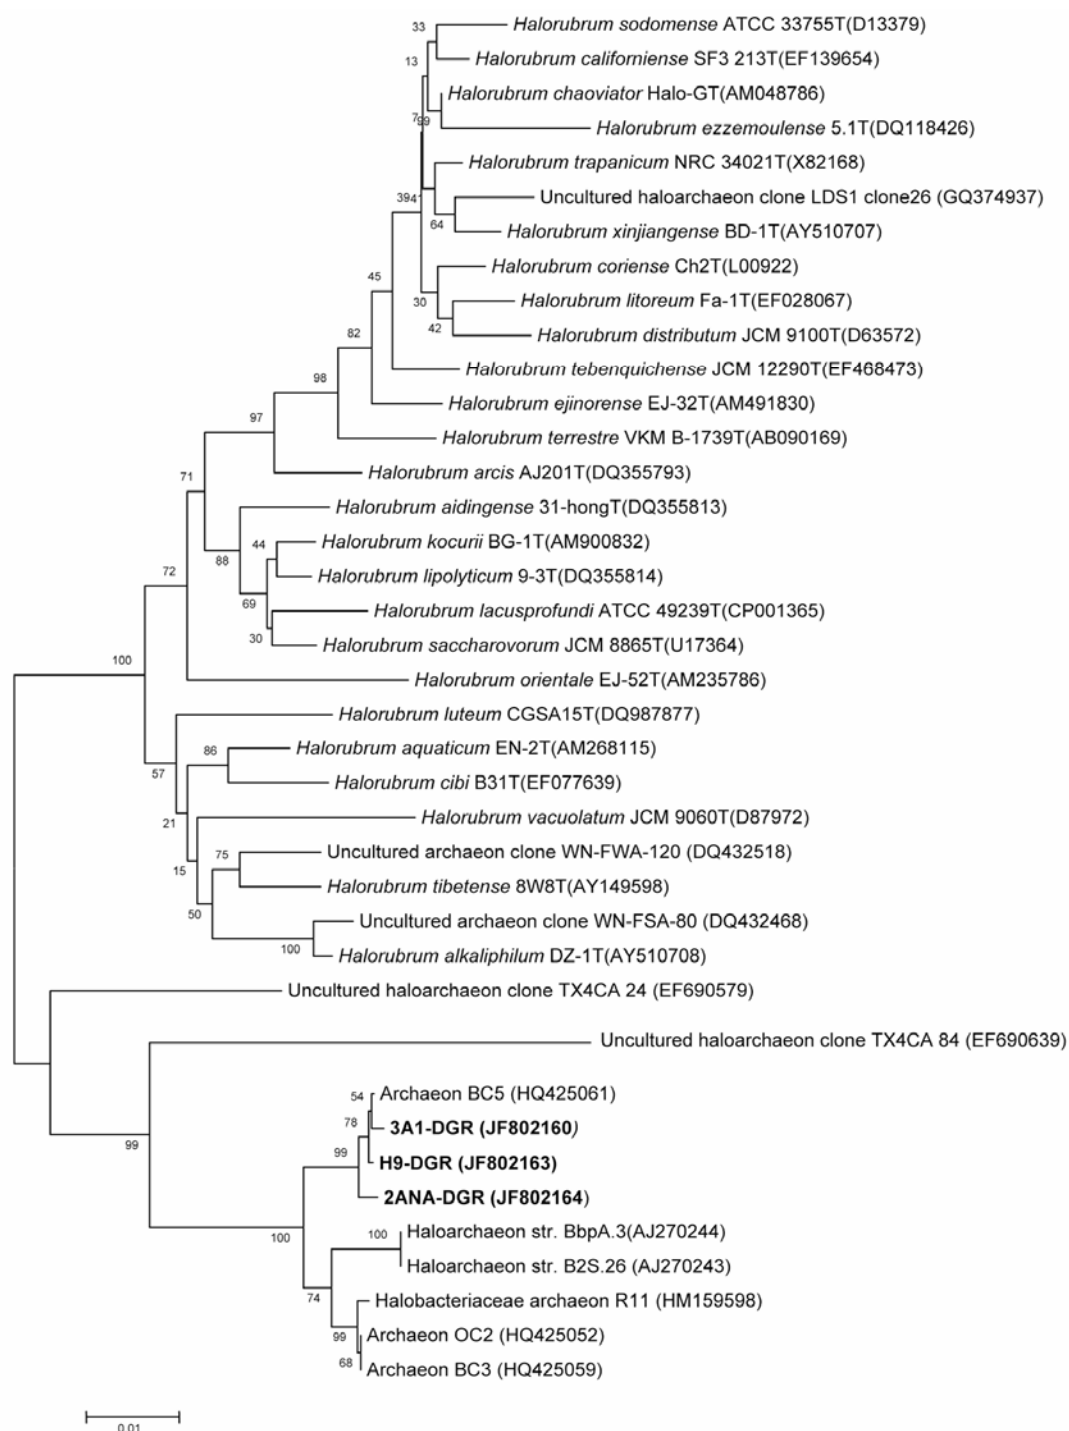 33
Halorubrum sodomense ATCC 33755T(D13379)
Halorubrum californiense SF3 213T(EF139654)
13
Halorubrum chaoviator Halo-GT(AM048786)
99
Halorubrum ezzemoulense 5.1T(DQ118426)
Halorubrum trapanicum NRC 34021T(X82168)
39
Uncultured haloarchaeon clone LDS1 clone26 (GQ374937)
64
Halorubrum xinjiangense BD-1T(AY510707)
Halorubrum coriense Ch2T(L00922)
45
30
Halorubrum litoreum Fa-1T(EF028067)
42
Halorubrum distributum JCM 9100T(D63572)
82
Halorubrum tebenquichense JCM 12290T(EF468473)
98
Halorubrum ejinorense EJ-32T(AM491830)
97
Halorubrum terrestre VKM B-1739T(AB090169)
Halorubrum arcis AJ201T(DQ355793)
71
Halorubrum aidingense 31-hongT(DQ355813)
44
Halorubrum kocurii BG-1T(AM900832)
88
72
Halorubrum lipolyticum 9-3T(DQ355814)
69
Halorubrum lacusprofundi ATCC 49239T(CP001365)
30
Halorubrum saccharovorum JCM 8865T(U17364)
100
Halorubrum orientale EJ-52T(AM235786)
Halorubrum luteum CGSA15T(DQ987877)
86
Halorubrum aquaticum EN-2T(AM268115)
57
Halorubrum cibi B31T(EF077639)
21
Halorubrum vacuolatum JCM 9060T(D87972)
75
Uncultured archaeon clone WN-FWA-120 (DQ432518)
15
Halorubrum tibetense 8W8T(AY149598)
50
Uncultured archaeon clone WN-FSA-80 (DQ432468)
100
Halorubrum alkaliphilum DZ-1T(AY510708)
Uncultured haloarchaeon clone TX4CA 24 (EF690579)
Uncultured haloarchaeon clone TX4CA 84 (EF690639)
54
Archaeon BC5 (HQ425061)
78
3A1-DGR (JF802160)
99
99
H9-DGR (JF802163)
2ANA-DGR (JF802164)
100
100
Haloarchaeon str. BbpA.3(AJ270244)
Haloarchaeon str. B2S.26 (AJ270243)
74
Halobacteriaceae archaeon R11 (HM159598)
99
Archaeon OC2 (HQ425052)
68
Archaeon BC3 (HQ425059)
0.01